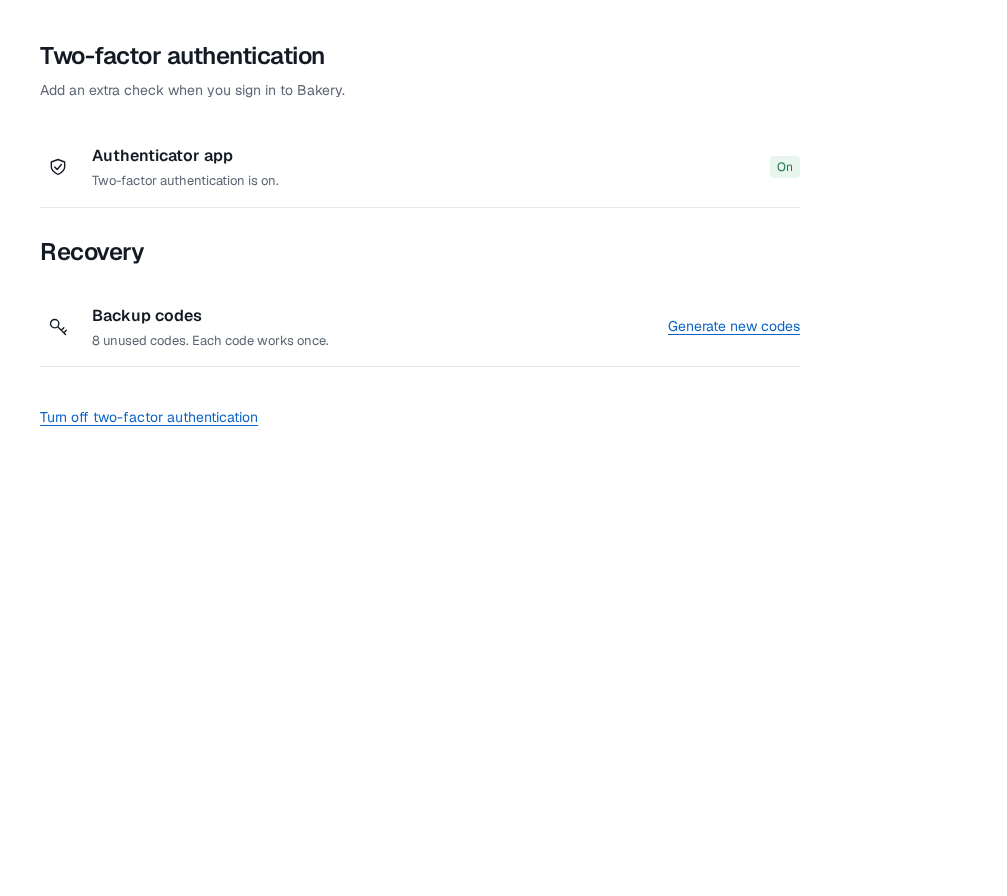 Two-factor authentication
Add an extra check when you sign in to Bakery.
Authenticator app
Two-factor authentication is on.
On
Recovery
Backup codes
8 unused codes. Each code works once.
Generate new codes
Turn off two-factor authentication